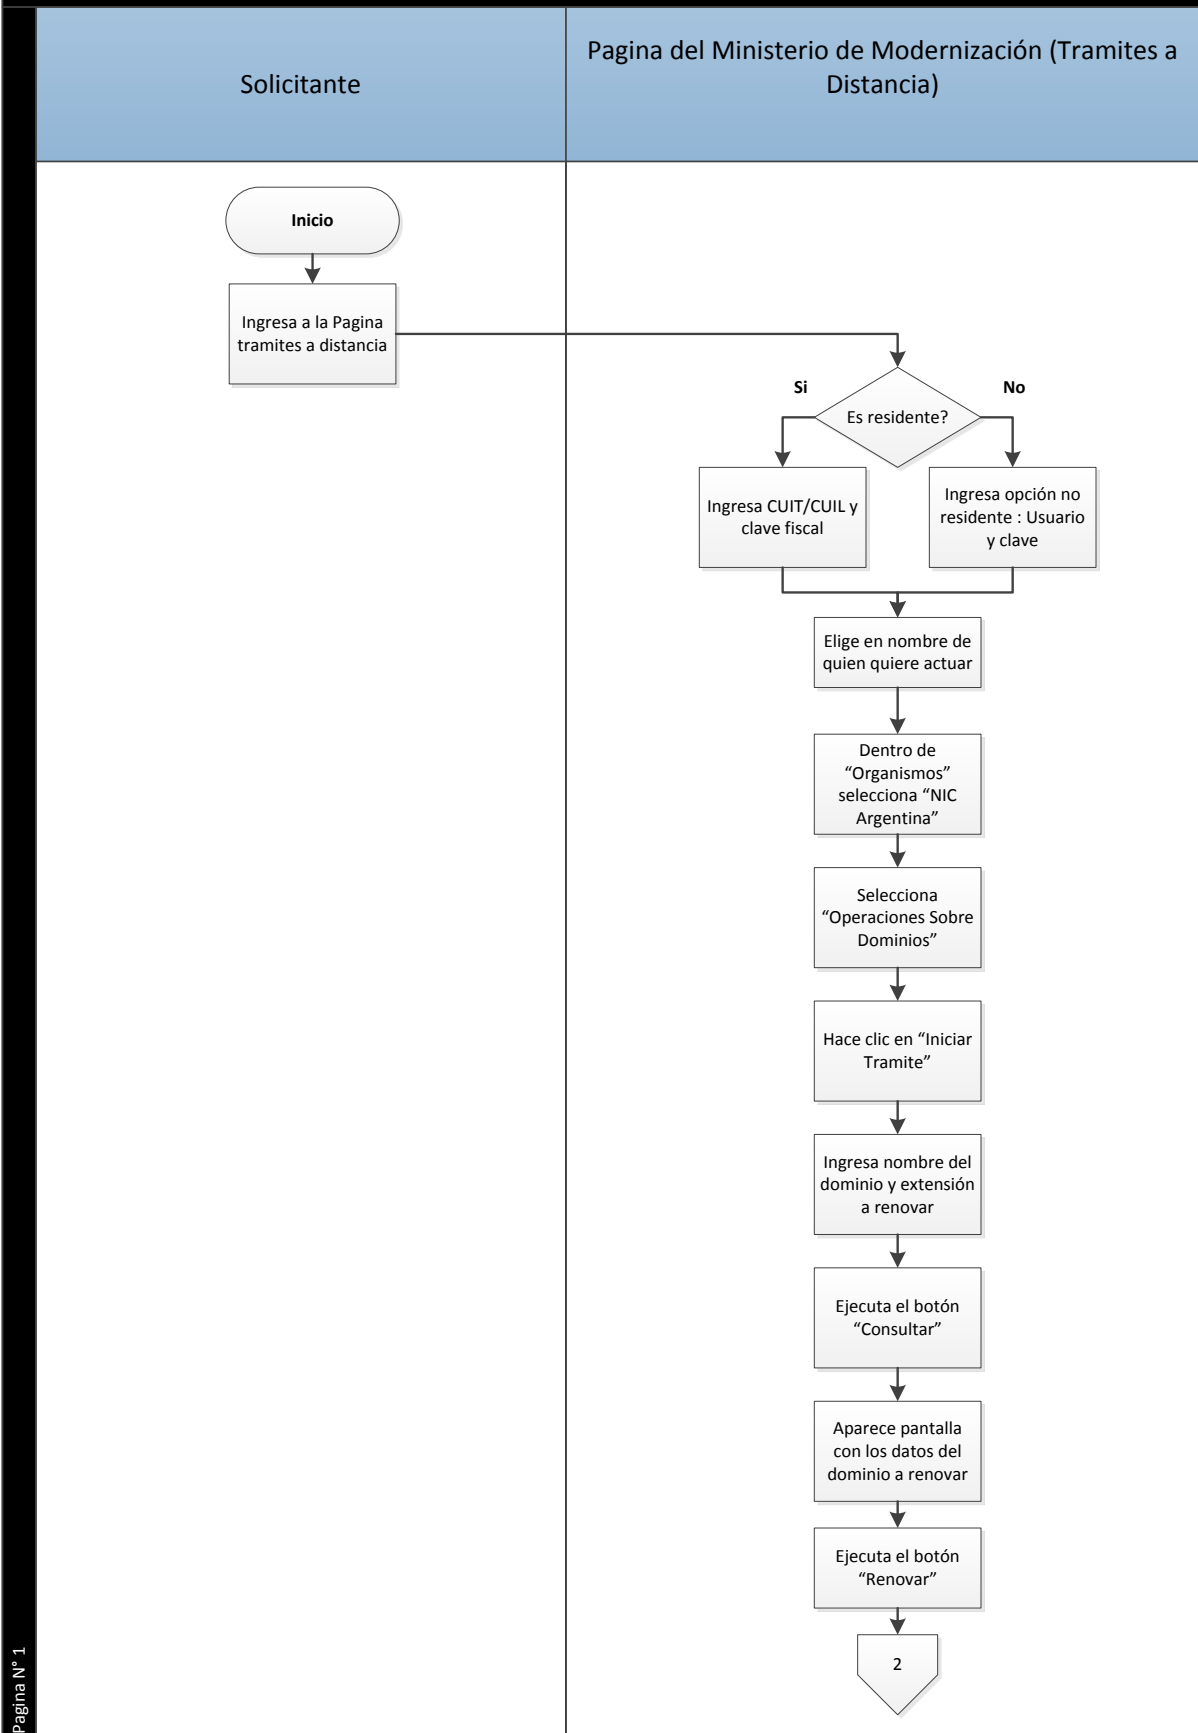 Solicitante
Pagina del Ministerio de Modernización (Tramites a
Distancia)
Inicio
Ingresa a la Pagina
tramites a distancia
Es residente?
Si
No
Ingresa CUIT/CUIL y
clave fiscal
Ingresa opción no
residente : Usuario
y clave
Elige en nombre de
quien quiere actuar
Dentro de
“Organismos”
selecciona “NIC
Argentina”
Selecciona
“Operaciones Sobre
Dominios”
Hace clic en “Iniciar
Tramite”
Ingresa nombre del
dominio y extensión
a renovar
Ejecuta el botón
“Consultar”
Aparece pantalla
con los datos del
dominio a renovar
Ejecuta el botón
“Renovar”
2
Pagina N° 1